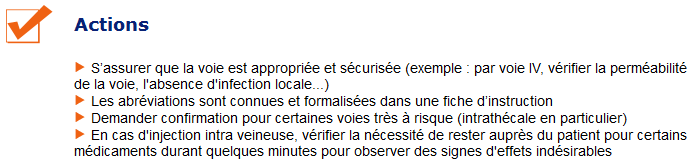 Actions
S'assurer que la voie est appropriée et sécurisée (exemple : par voie IV, vérifier la perméabilité
de la voie, l'absence d'infection locale...)
Les abréviations sont connues et formalisées dans une fiche d'instruction
Demander confirmation pour certaines voies très à risque (intrathécale en particulier)
En cas d'injection intra veineuse, vérifier la nécessité de rester auprès du patient pour certains
médicaments durant quelques minutes pour observer des signes d'effets indésirables